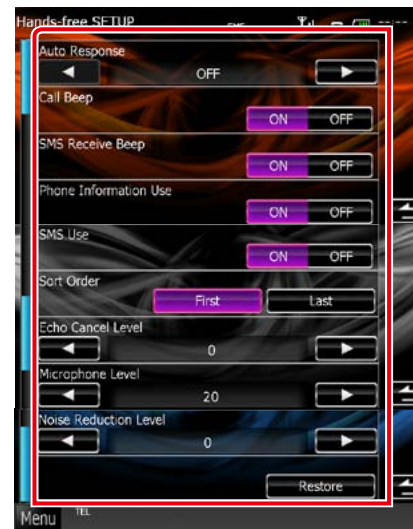 Hands-free SETUP
SMS
Auto Response
OFF
Call Beep
ON OFF
SMS Receive Beep
ON OFF
Phone Information Use
ON OFF
SMS Use
ON OFF
Sort Order
First Last
Echo Cancel Level
0
Microphone Level
20
Noise Reduction Level
0
Restore
Menu TEL